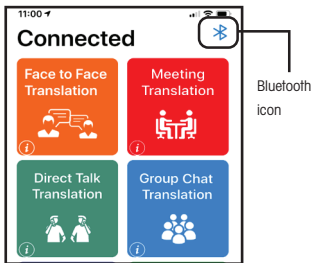 11:00
Connected
Face to Face
Translation
Meeting
Translation
Direct Talk
Translation
Group Chat
Translation
i
i
i
i
Bluetooth
icon